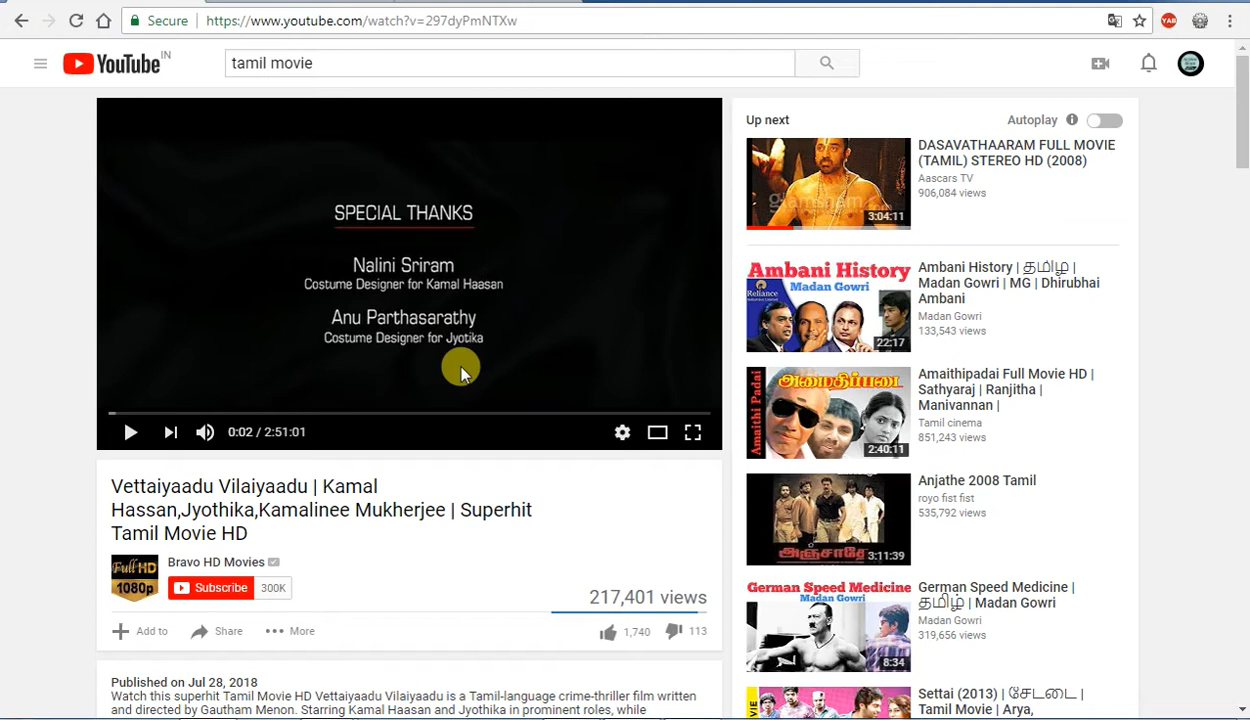 Secure https://www.youtube.com/watch?v=297dyPmNTXw
YouTube IN
tamil movie
SPECIAL THANKS
Nalini Sriram
Costume Designer for Kamal Haasan
Anu Parthasarathy
Costume Designer for Jyotika
0:02 / 2:51:01
Vettaiyaadu Vilaiyaadu | Kamal
Hassan,Jyothika,Kamalinee Mukherjee | Superhit
Tamil Movie HD
Full HD
1080p
Bravo HD Movies
Subscribe 300K
217,401 views
Add to Share More 1,740 113
Published on Jul 28, 2018
Watch this superhit Tamil Movie HD Vettaiyaadu Vilaiyaadu is a Tamil-language crime-thriller film written
and directed by Gautham Menon. Starring Kamal Haasan and Jyothika in prominent roles, while
Up next Autoplay
glamsham
3:04:11
DASAVATHAARAM FULL MOVIE
(TAMIL) STEREO HD (2008)
Aascars TV
906,084 views
Ambani History
Madan Gowri
Reliance
22:17
Ambani History | தமிழ் |
Madan Gowri | MG | Dhirubhai
Ambani
Madan Gowri
133,543 views
Amaithi Padai
அமைதிப்படை
2:40:11
Amaithipadai Full Movie HD |
Sathyaraj | Ranjitha |
Manivannan |
Tamil cinema
851,243 views
அஞ்சாதே
3:11:39
Anjathe 2008 Tamil
royo fist fist
535,792 views
German Speed Medicine
Madan Gowri
8:34
German Speed Medicine |
தமிழ் | Madan Gowri
Madan Gowri
319,656 views
Settai (2013) | சேட்டை |
Tamil Movie | Arya,